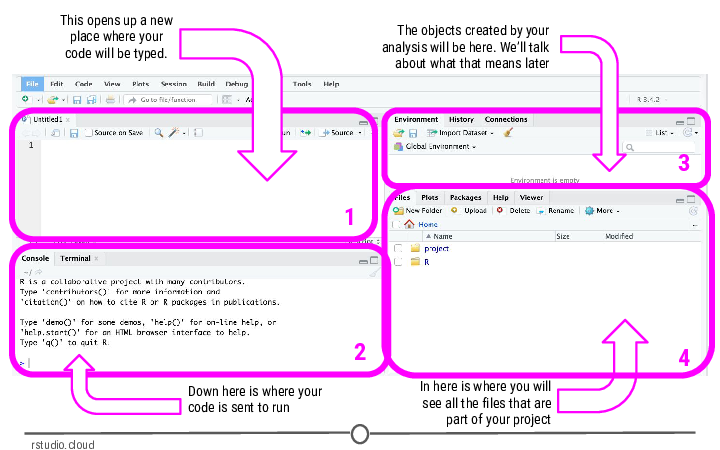 This opens up a new
place where your
code will be typed.
The objects created by your
analysis will be here. We'll talk
about what that means later
File Edit Code View Plots Session Build Debug Tools Help
Go to file/function
R 3.4.2
Untitled1
Source on Save
Source
1
1
Environment History Connections
Import Dataset
List
Global Environment
Environment is empty
3
Files Plots Packages Help Viewer
New Folder Upload Delete Rename More
Home
Name Size Modified
project
R
4
Console Terminal
~/
R is a collaborative project with many contributors.
Type 'contributors()' for more information and
'citation()' on how to cite R or R packages in publications.
Type 'demo()' for some demos, 'help()' for on-line help, or
'help.start()' for an HTML browser interface to help.
Type 'q()' to quit R.
>
2
Down here is where your
code is sent to run
In here is where you will
see all the files that are
part of your project
rstudio.cloud